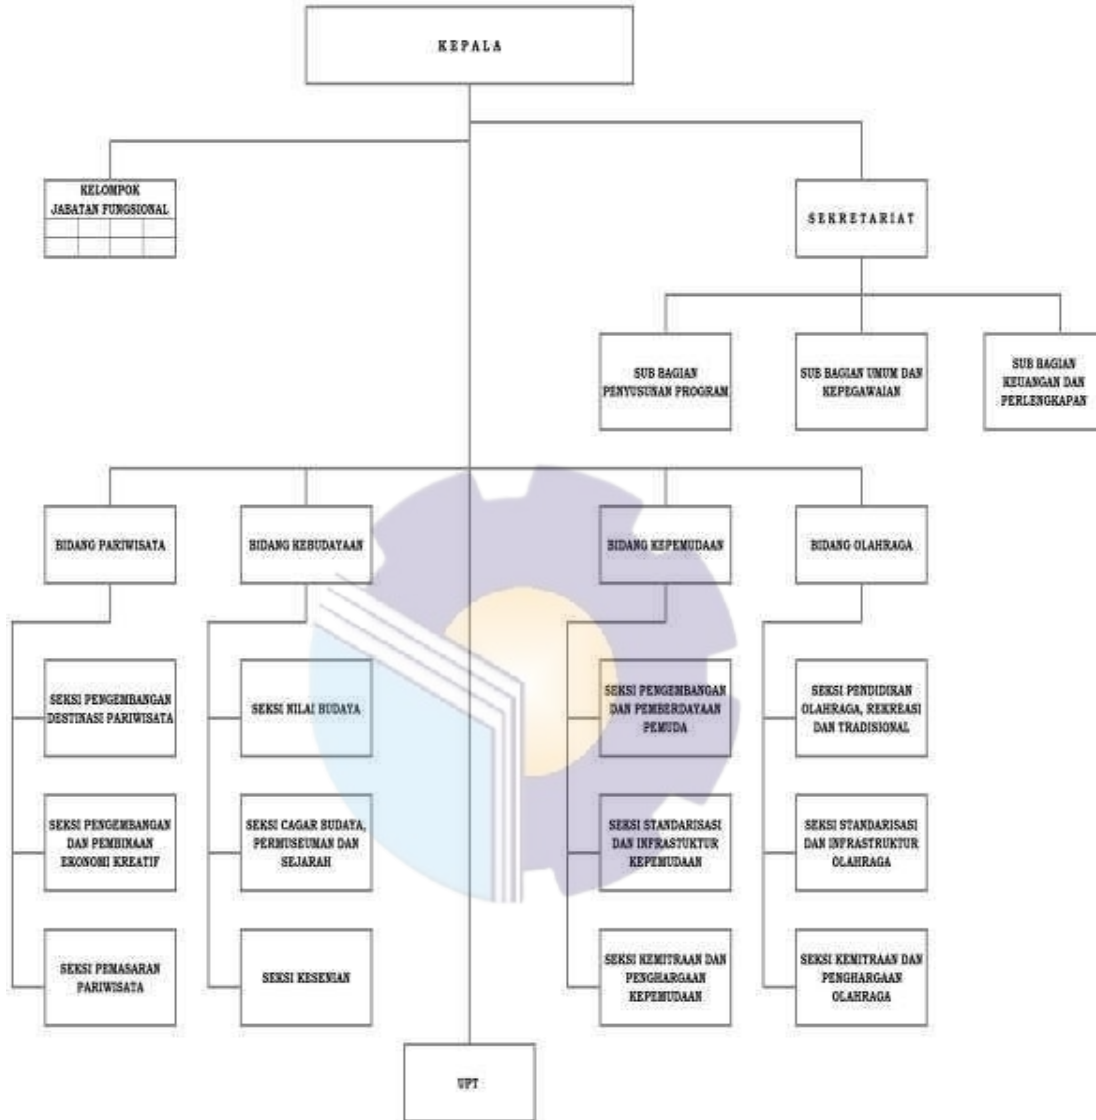 KEPALA
KELOMPOK
JABATAN FUNGSIONAL
SEKRETARIAT
SUB BAGIAN
PENYUSUNAN PROGRAM
SUB BAGIAN UMUM DAN
KEPEGAWAIAN
SUB BAGIAN
KEUANGAN DAN
PERLENGKAPAN
BIDANG PARIWISATA
BIDANG KEBUDAYAAN
BIDANG KEPEMUDAAN
BIDANG OLAHRAGA
SEKSI PENGEMBANGAN
DESTINASI PARIWISATA
SEKSI NILAI BUDAYA
SEKSI PENGEMBANGAN
DAN PEMBERDAYAAN
PEMUDA
SEKSI PENDIDIKAN
OLAHRAGA, REKREASI
DAN TRADISIONAL
SEKSI PENGEMBANGAN
DAN PEMBINAAN
EKONOMI KREATIF
SEKSI CAGAR BUDAYA,
PERMUSEUMAN DAN
SEJARAH
SEKSI STANDARISASI
DAN INFRASTUKTUR
KEPEMUDAAN
SEKSI STANDARISASI
DAN INFRASTRUKTUR
OLAHRAGA
SEKSI PEMASARAN
PARIWISATA
SEKSI KESENIAN
SEKSI KEMITRAAN DAN
PENGHARGAAN
KEPEMUDAAN
SEKSI KEMITRAAN DAN
PENGHARGAAN
OLAHRAGA
UPT